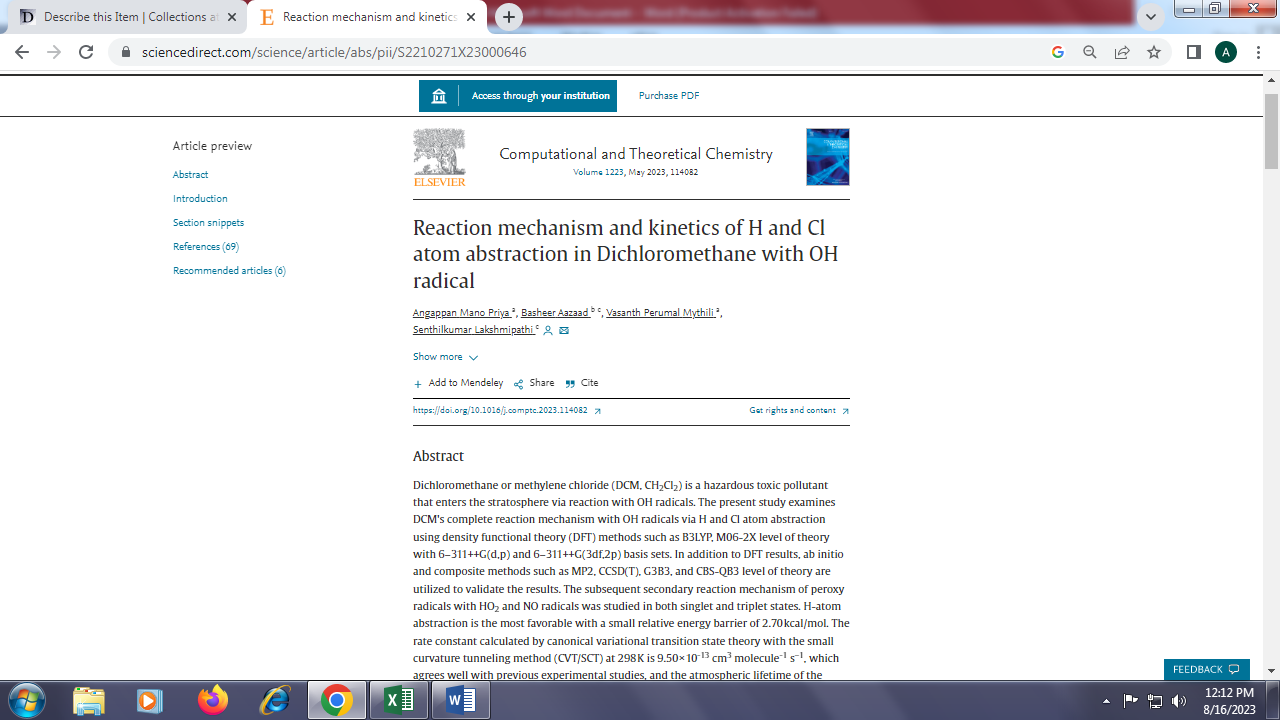 Describe this Item | Collections at
Reaction mechanism and kinetics
sciencedirect.com/science/article/abs/pii/S2210271X23000646
A
Access through your institution
Purchase PDF
Article preview
Abstract
Introduction
Section snippets
References (69)
Recommended articles (6)
ELSEVIER
Computational and Theoretical Chemistry
Volume 1223, May 2023, 114082
Reaction mechanism and kinetics of H and Cl
atom abstraction in Dichloromethane with OH
radical
Angappan Mano Priya ᵃ, Basheer Aazaad ᵇ ᶜ, Vasanth Perumal Mythili ᵃ,
Senthilkumar Lakshmipathi ᶜ
Show more
Add to Mendeley Share Cite
https://doi.org/10.1016/j.comptc.2023.114082
Get rights and content
Abstract
Dichloromethane or methylene chloride (DCM, CH₂Cl₂) is a hazardous toxic pollutant
that enters the stratosphere via reaction with OH radicals. The present study examines
DCM's complete reaction mechanism with OH radicals via H and Cl atom abstraction
using density functional theory (DFT) methods such as B3LYP, M06-2X level of theory
with 6–311++G(d,p) and 6–311++G(3df,2p) basis sets. In addition to DFT results, ab initio
and composite methods such as MP2, CCSD(T), G3B3, and CBS-QB3 level of theory are
utilized to validate the results. The subsequent secondary reaction mechanism of peroxy
radicals with HO₂ and NO radicals was studied in both singlet and triplet states. H-atom
abstraction is the most favorable with a small relative energy barrier of 2.70 kcal/mol. The
rate constant calculated by canonical variational transition state theory with the small
curvature tunneling method (CVT/SCT) at 298 K is 9.50 × 10⁻¹³ cm³ molecule⁻¹ s⁻¹, which
agrees well with previous experimental studies, and the atmospheric lifetime of the
FEEDBACK
12:12 PM
8/16/2023